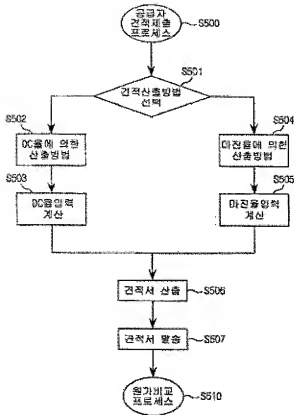 공급자
견적제출
프로세스
S500
견적산출방법
선택
S501
S502
DC율에 의한
산출방법
S504
마진율에 의한
산출방법
S503
DC율입력
계산
S505
마진율입력
계산
견적서 산출
S506
견적서 발송
S507
원가비교
프로세스
S510